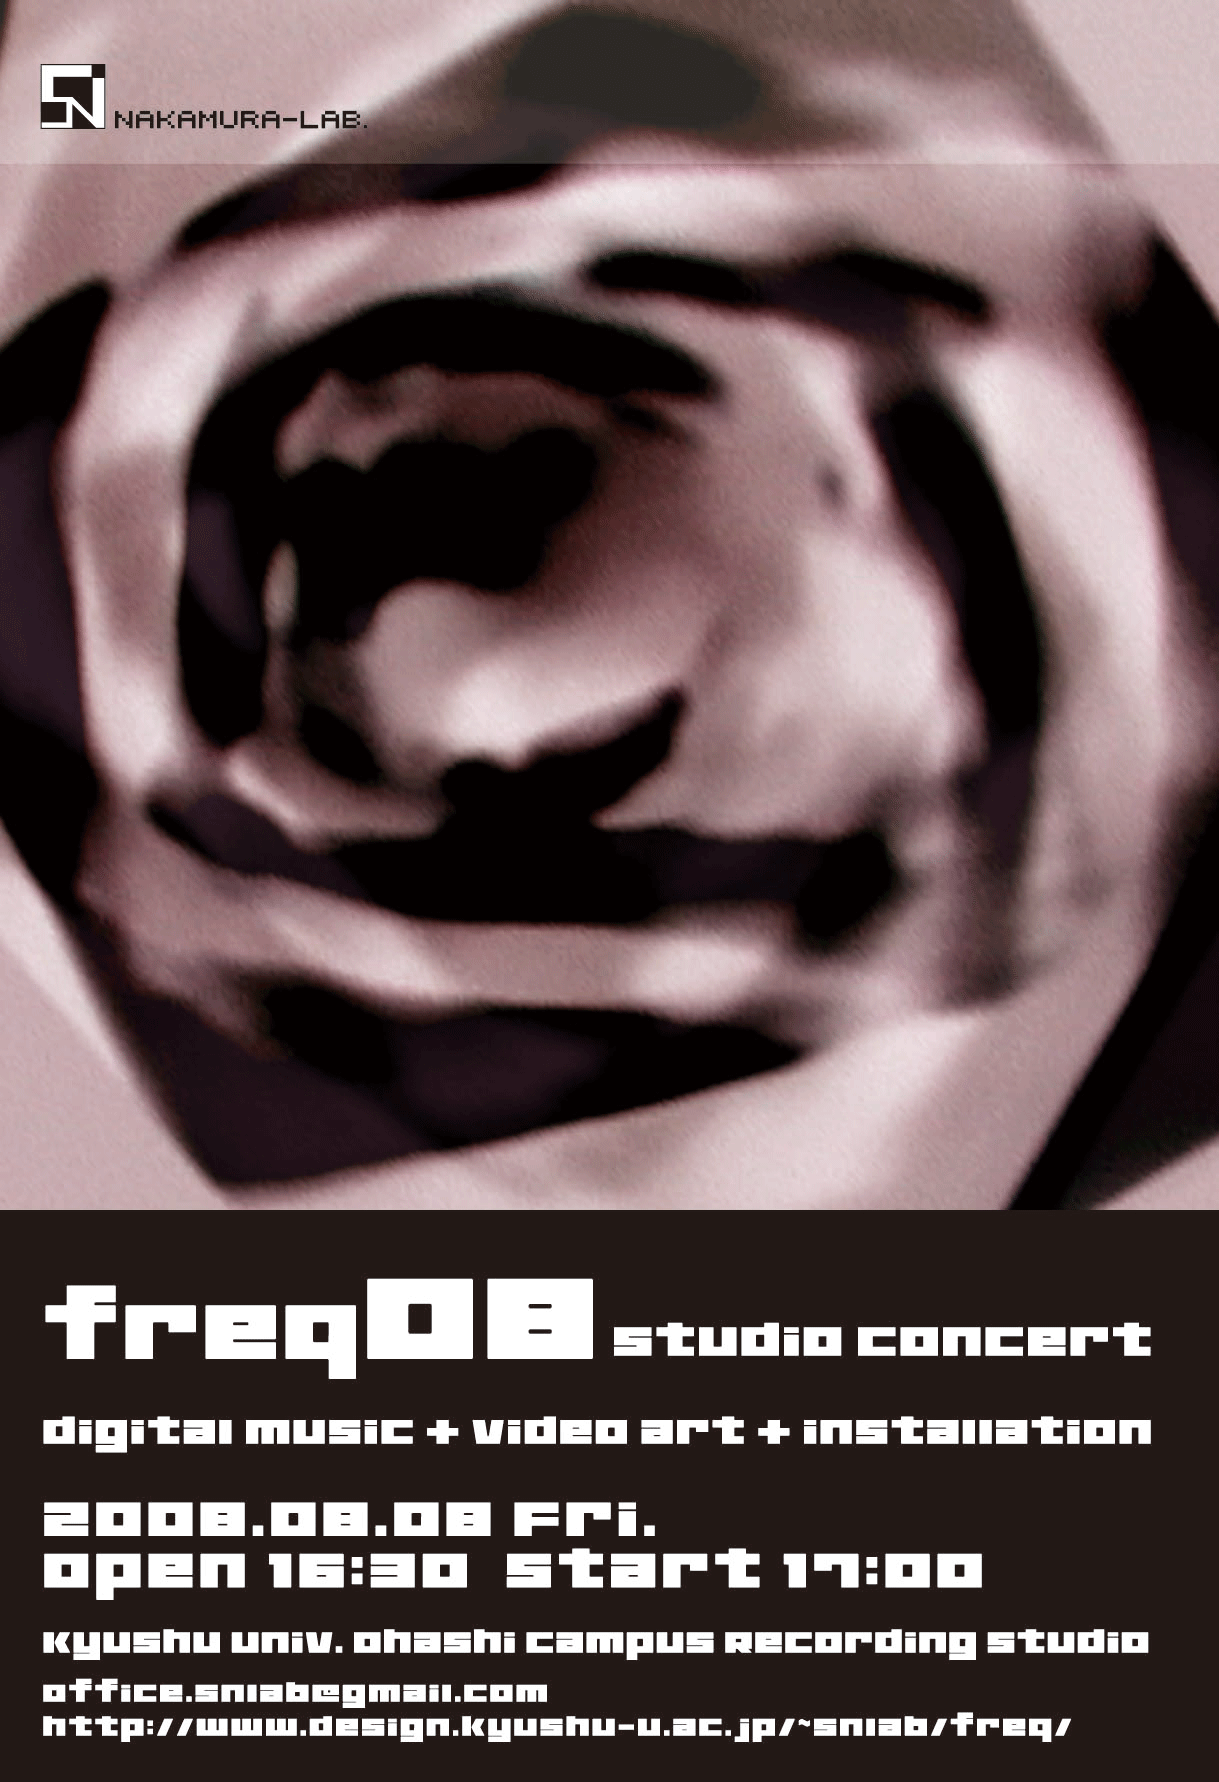 SN NAKAMURA-LAB.
freq08 studio concert
digital music + video art + installation
2008.08.08 Fri.
open 16:30 start 17:00
Kyushu Univ. Ohashi campus Recording studio
office.snlab@gmail.com
http://www.design.kyushu-u.ac.jp/~snlab/freq/